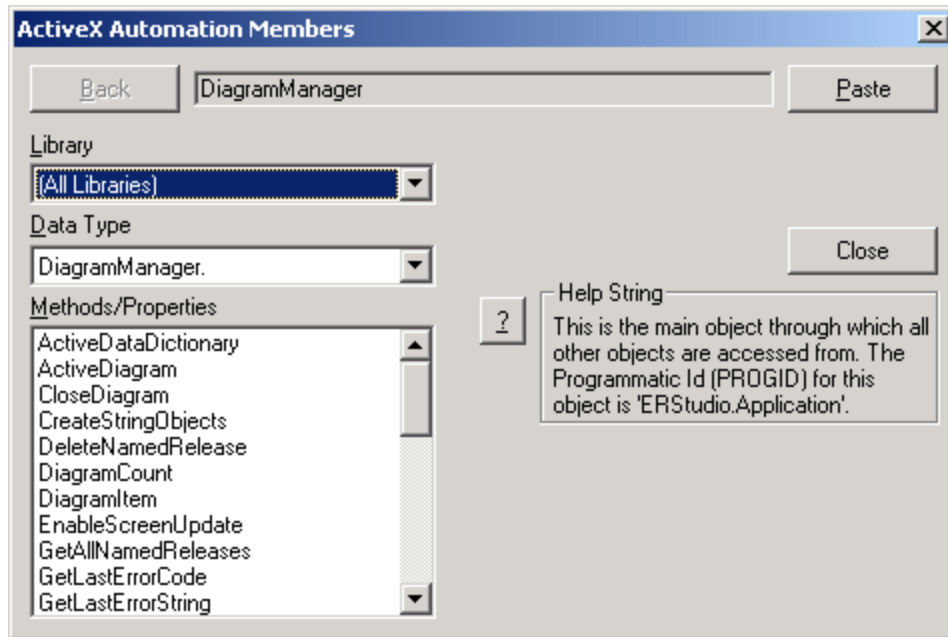 ActiveX Automation Members
Back
DiagramManager
Paste
Library
(All Libraries)
Data Type
DiagramManager.
Close
Methods/Properties
ActiveDataDictionary
ActiveDiagram
CloseDiagram
CreateStringObjects
DeleteNamedRelease
DiagramCount
DiagramItem
EnableScreenUpdate
GetAllNamedReleases
GetLastErrorCode
GetLastErrorString
?
Help String
This is the main object through which all
other objects are accessed from. The
Programmatic Id (PROGID) for this
object is 'ERStudio.Application'.